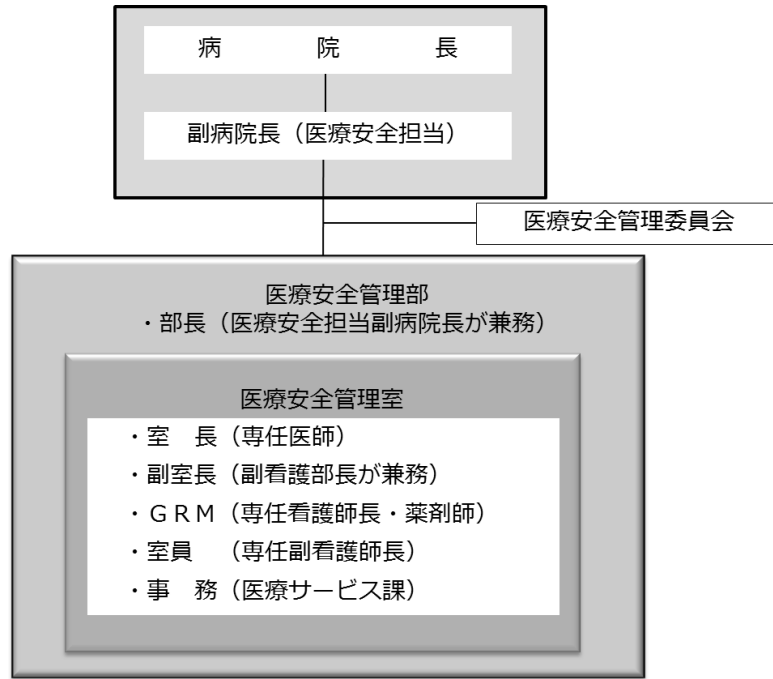 病　院　長
副病院長（医療安全担当）
医療安全管理委員会
医療安全管理部
・部長（医療安全担当副病院長が兼務）
医療安全管理室
・室　長（専任医師）
・副室長（副看護部長が兼務）
・ＧＲＭ（専任看護師長・薬剤師）
・室員　（専任副看護師長）
・事　務（医療サービス課）